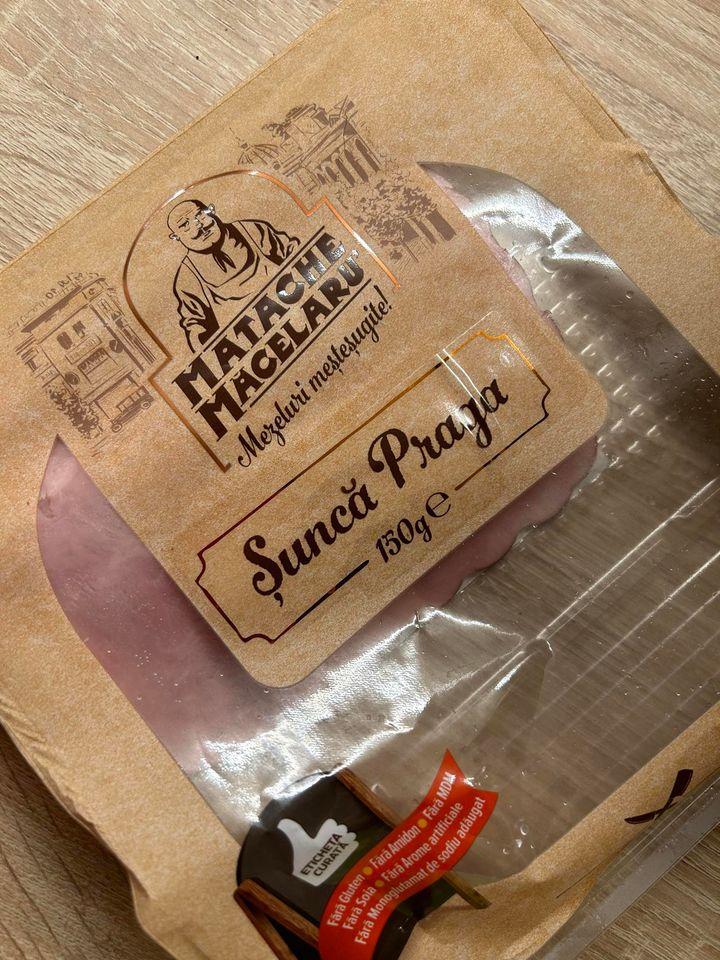 MATACHE
MĂCELARU'
Mezeluri meșteșugite!
Șuncă Praga
150g ℮
ETICHETA
CURATĂ
Fără Gluten • Fără Amidon • Fără MDM
Fără Soia • Fără Arome artificiale
Fără Monoglutamat de sodiu adăugat